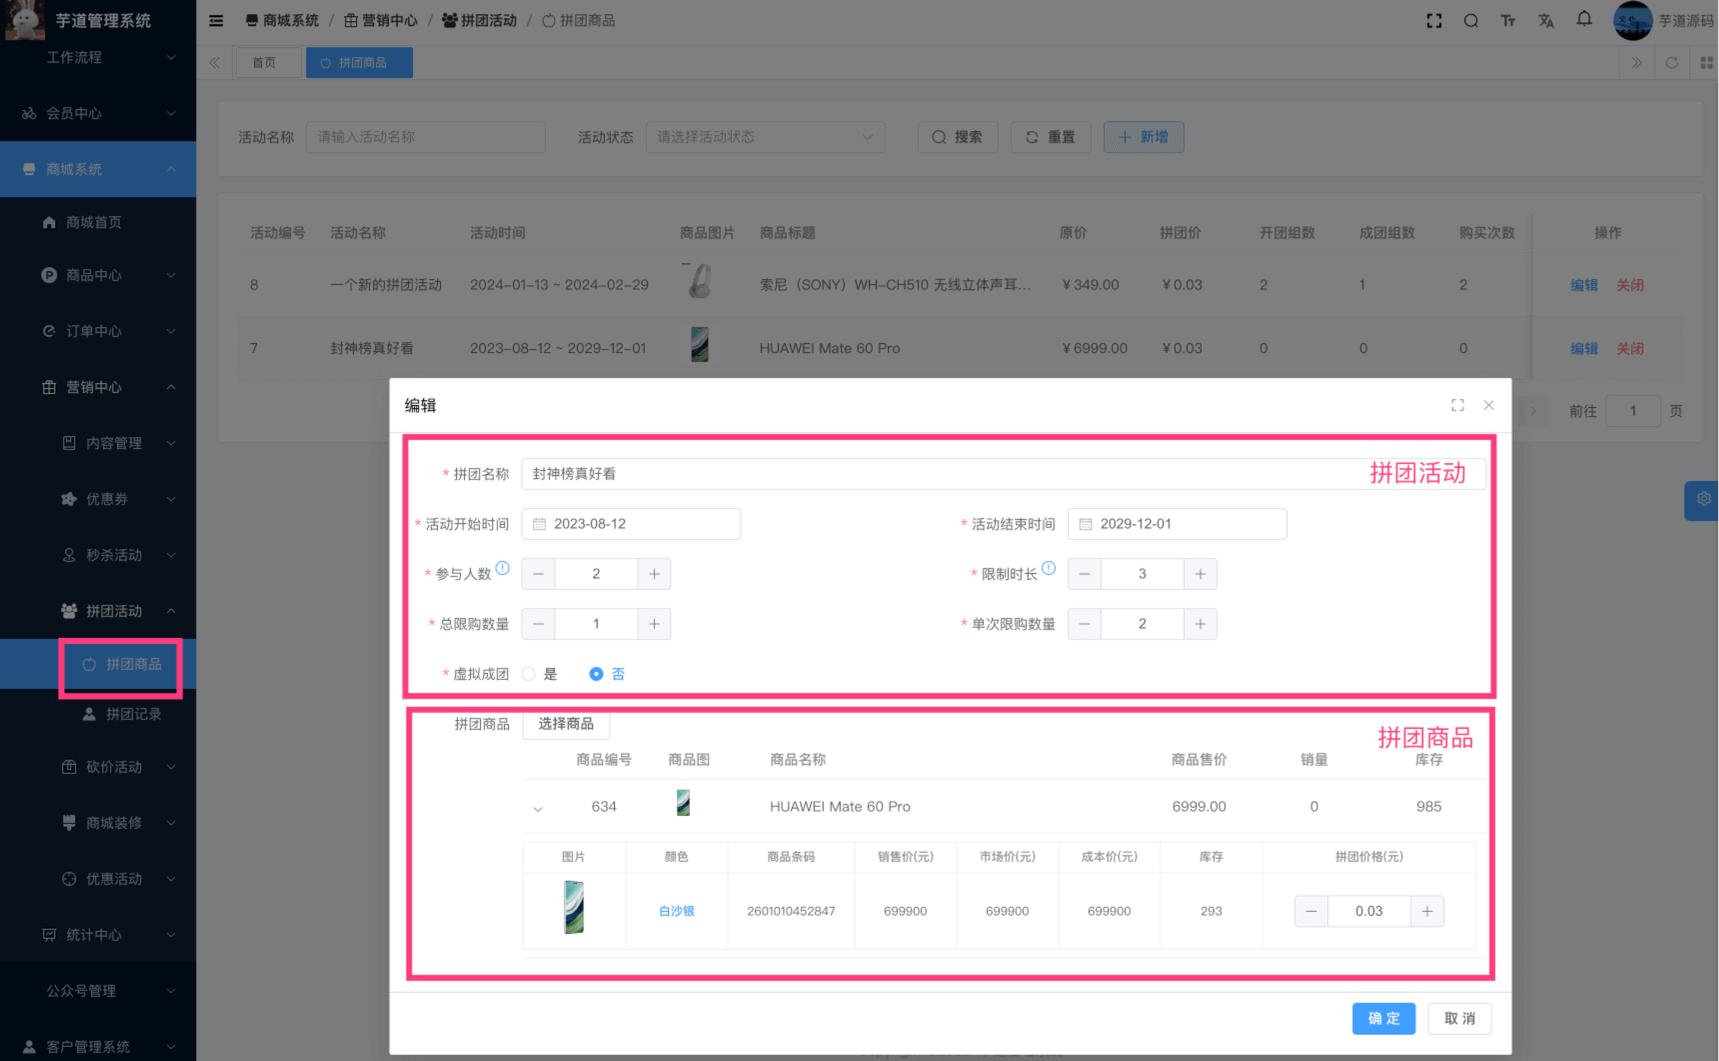 芋道管理系统
商城系统 / 营销中心 / 拼团活动 / 拼团商品
芋道源码
工作流程
首页
拼团商品
会员中心
商城系统
商城首页
商品中心
订单中心
营销中心
内容管理
优惠券
秒杀活动
拼团活动
拼团商品
拼团记录
砍价活动
商城装修
优惠活动
统计中心
公众号管理
客户管理系统
活动名称 请输入活动名称 活动状态 请选择活动状态 搜索 重置 + 新增
活动编号 活动名称 活动时间 商品图片 商品标题 原价 拼团价 开团组数 成团组数 购买次数 操作
8 一个新的拼团活动 2024-01-13 ~ 2024-02-29 索尼（SONY）WH-CH510 无线立体声耳... ¥349.00 ¥0.03 2 1 2 编辑 关闭
7 封神榜真好看 2023-08-12 ~ 2029-12-01 HUAWEI Mate 60 Pro ¥6999.00 ¥0.03 0 0 0 编辑 关闭
前往 1 页
编辑
* 拼团名称 封神榜真好看
拼团活动
* 活动开始时间 2023-08-12 * 活动结束时间 2029-12-01
* 参与人数 2 * 限制时长 3
* 总限购数量 1 * 单次限购数量 2
* 虚拟成团 是 否
拼团商品 选择商品
拼团商品
商品编号 商品图 商品名称 商品售价 销量 库存
634 HUAWEI Mate 60 Pro 6999.00 0 985
图片 颜色 商品条码 销售价(元) 市场价(元) 成本价(元) 库存 拼团价格(元)
白沙银 2601010452847 699900 699900 699900 293 0.03
确定 取消